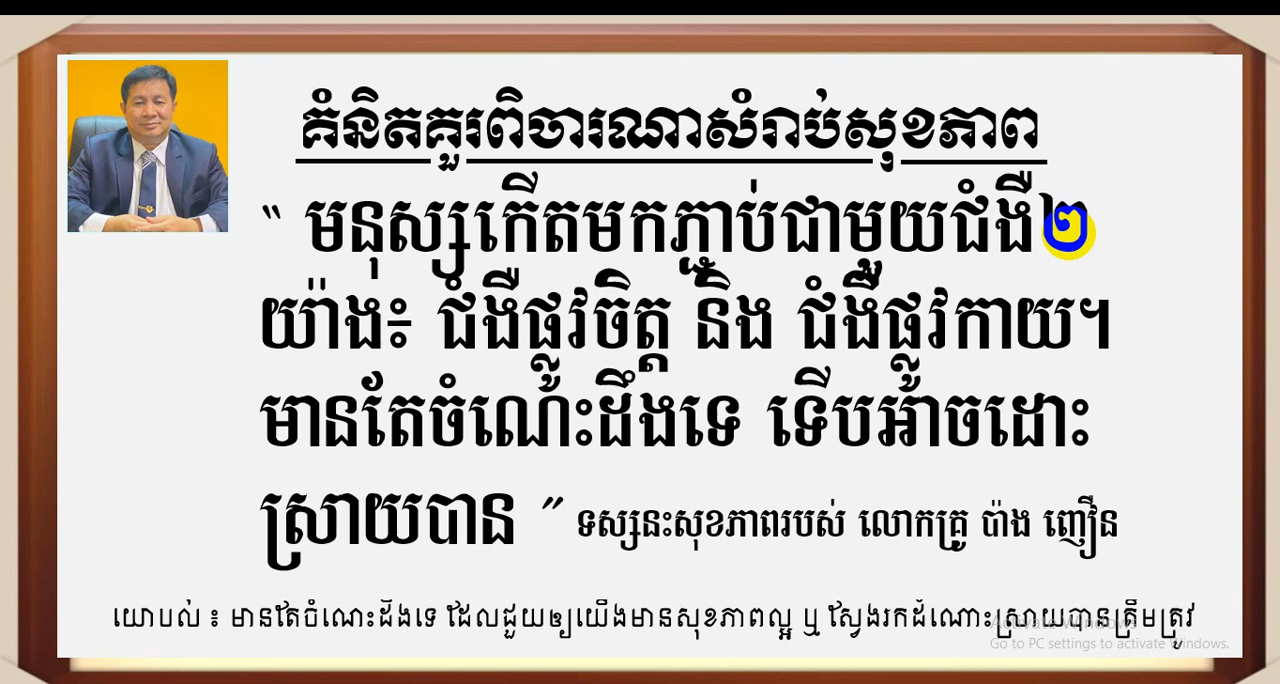 គំនិតគួរពិចារណាសំរាប់សុខភាព
“ មនុស្សកើតមកភ្ជាប់ជាមួយជំងឺ២
យ៉ាង៖ ជំងឺផ្លូវចិត្ត និង ជំងឺផ្លូវកាយ។
មានតែចំណេះដឹងទេ ទើបអាចដោះ
ស្រាយបាន ” ទស្សនះសុខភាពរបស់ លោកគ្រូ ប៉ាង ញឿន
យោបល់ ៖ មានតែចំណេះដឹងទេ ដែលជួយឲ្យយើងមានសុខភាពល្អ ឬ ស្វែងរកដំណោះស្រាយបានត្រឹមត្រូវ
Activate Windows
Go to PC settings to activate Windows.